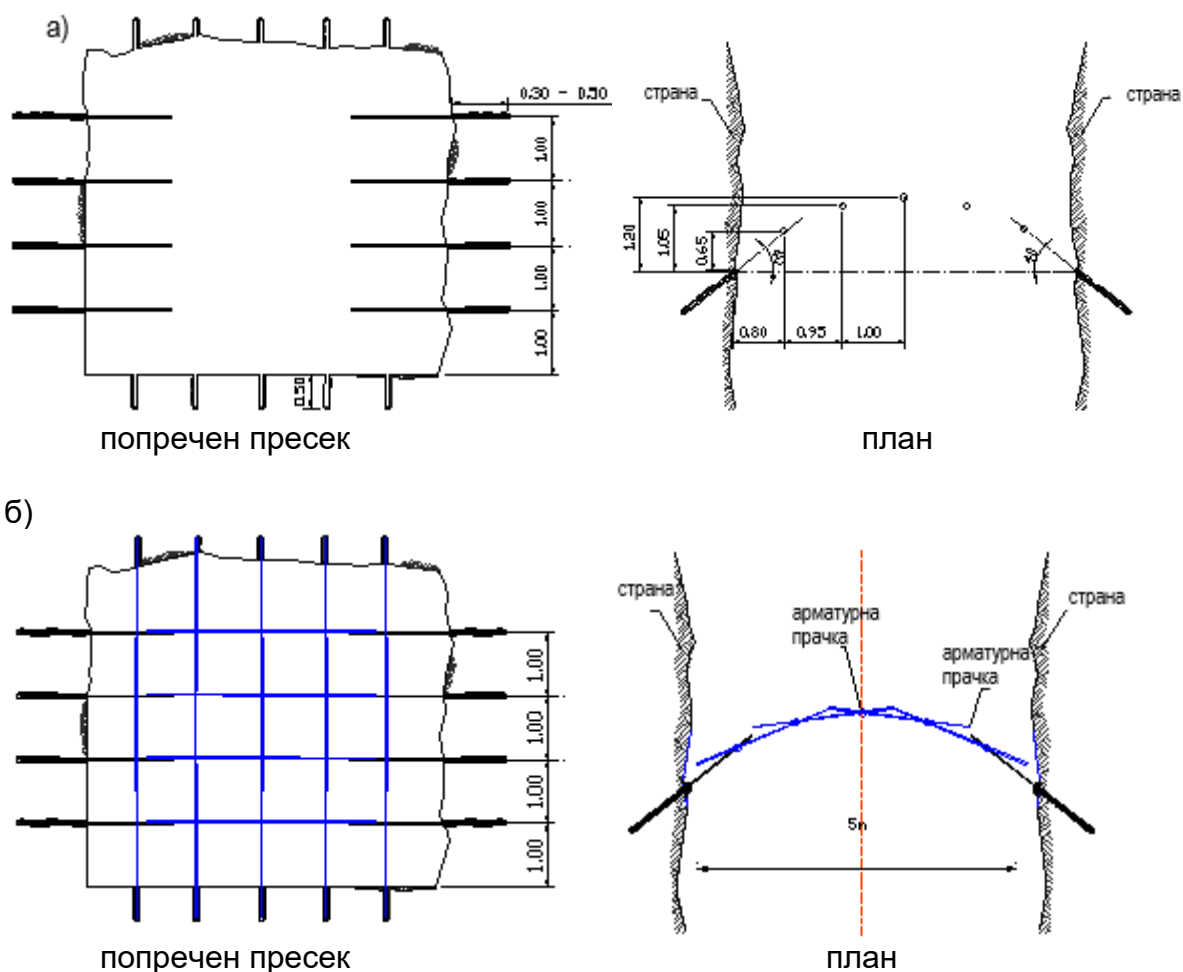 а)
0.30 - 0.50
1.00
1.00
1.00
1.00
0.50
попречен пресек
страна
страна
1.20
1.05
0.65
0.80
0.95
1.00
план
б)
1.00
1.00
1.00
1.00
попречен пресек
страна
арматурна
прачка
арматурна
прачка
страна
5m
план